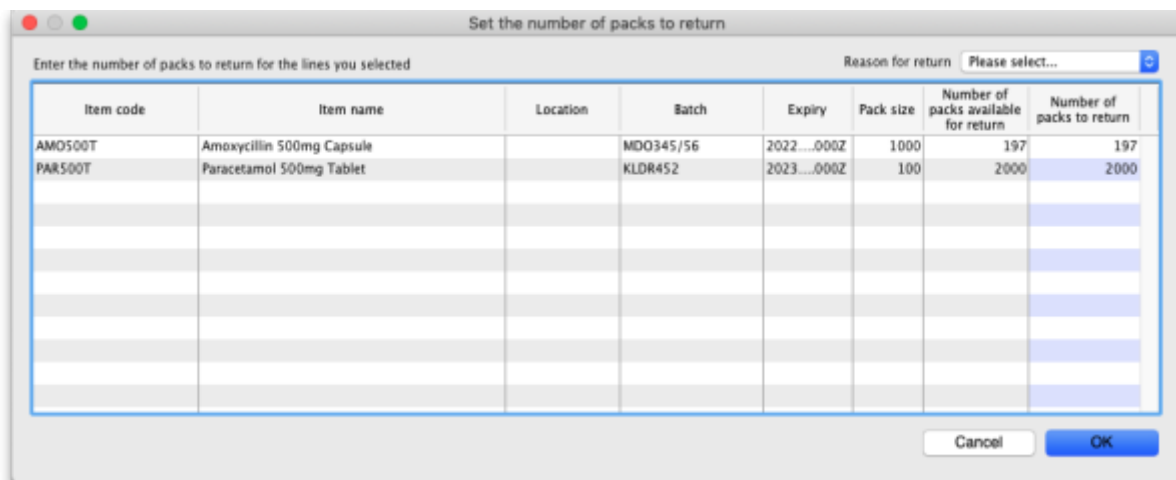 Set the number of packs to return
Enter the number of packs to return for the lines you selected
Reason for return Please select...
Item code Item name Location Batch Expiry Pack size Number of packs available for return Number of packs to return
AMO500T Amoxycillin 500mg Capsule MDO345/56 2022....000Z 1000 197 197
PAR500T Paracetamol 500mg Tablet KLDR452 2023....000Z 100 2000 2000
Cancel OK